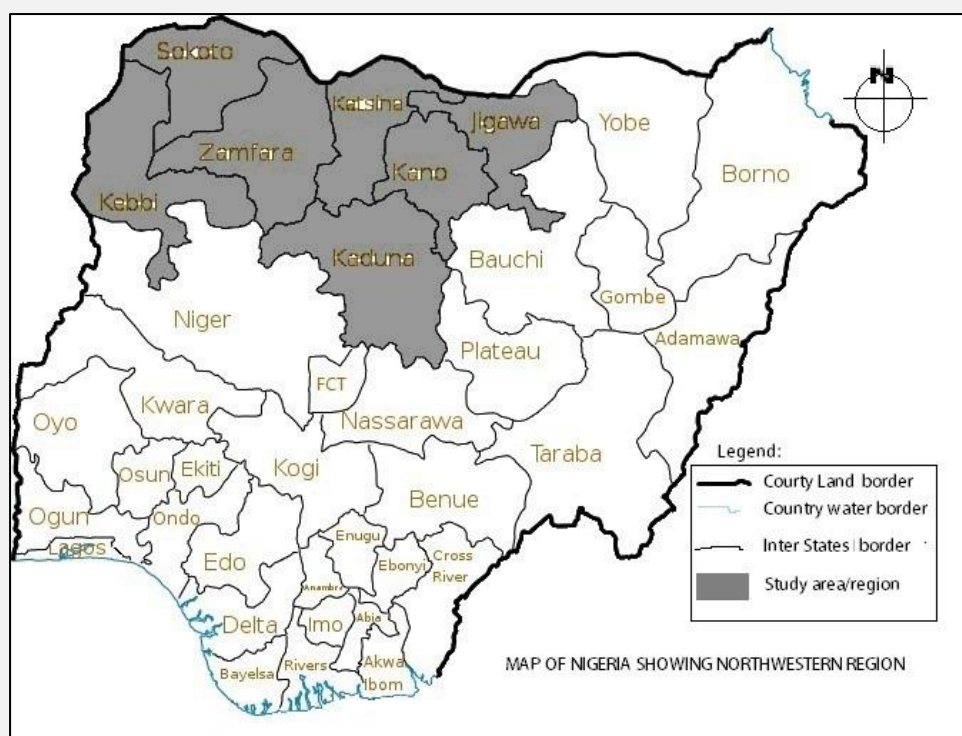 Sokoto
N
Katsina
Jigawa
Yobe
Zamfara
Kano
Borno
Kebbi
Kaduna
Bauchi
Gombe
Niger
Adamawa
Plateau
FCT
Kwara
Oyo
Nassarawa
Taraba
Legend:
Osun
Ekiti
Kogi
County Land border
Benue
Country water border
Ogun
Ondo
Enugu
Inter States border
Lagos
Edo
Ebonyi
Cross
River
Study area/region
Anambra
Delta
Imo
Abia
MAP OF NIGERIA SHOWING NORTHWESTERN REGION
Bayelsa
Rivers
Akwa
Ibom